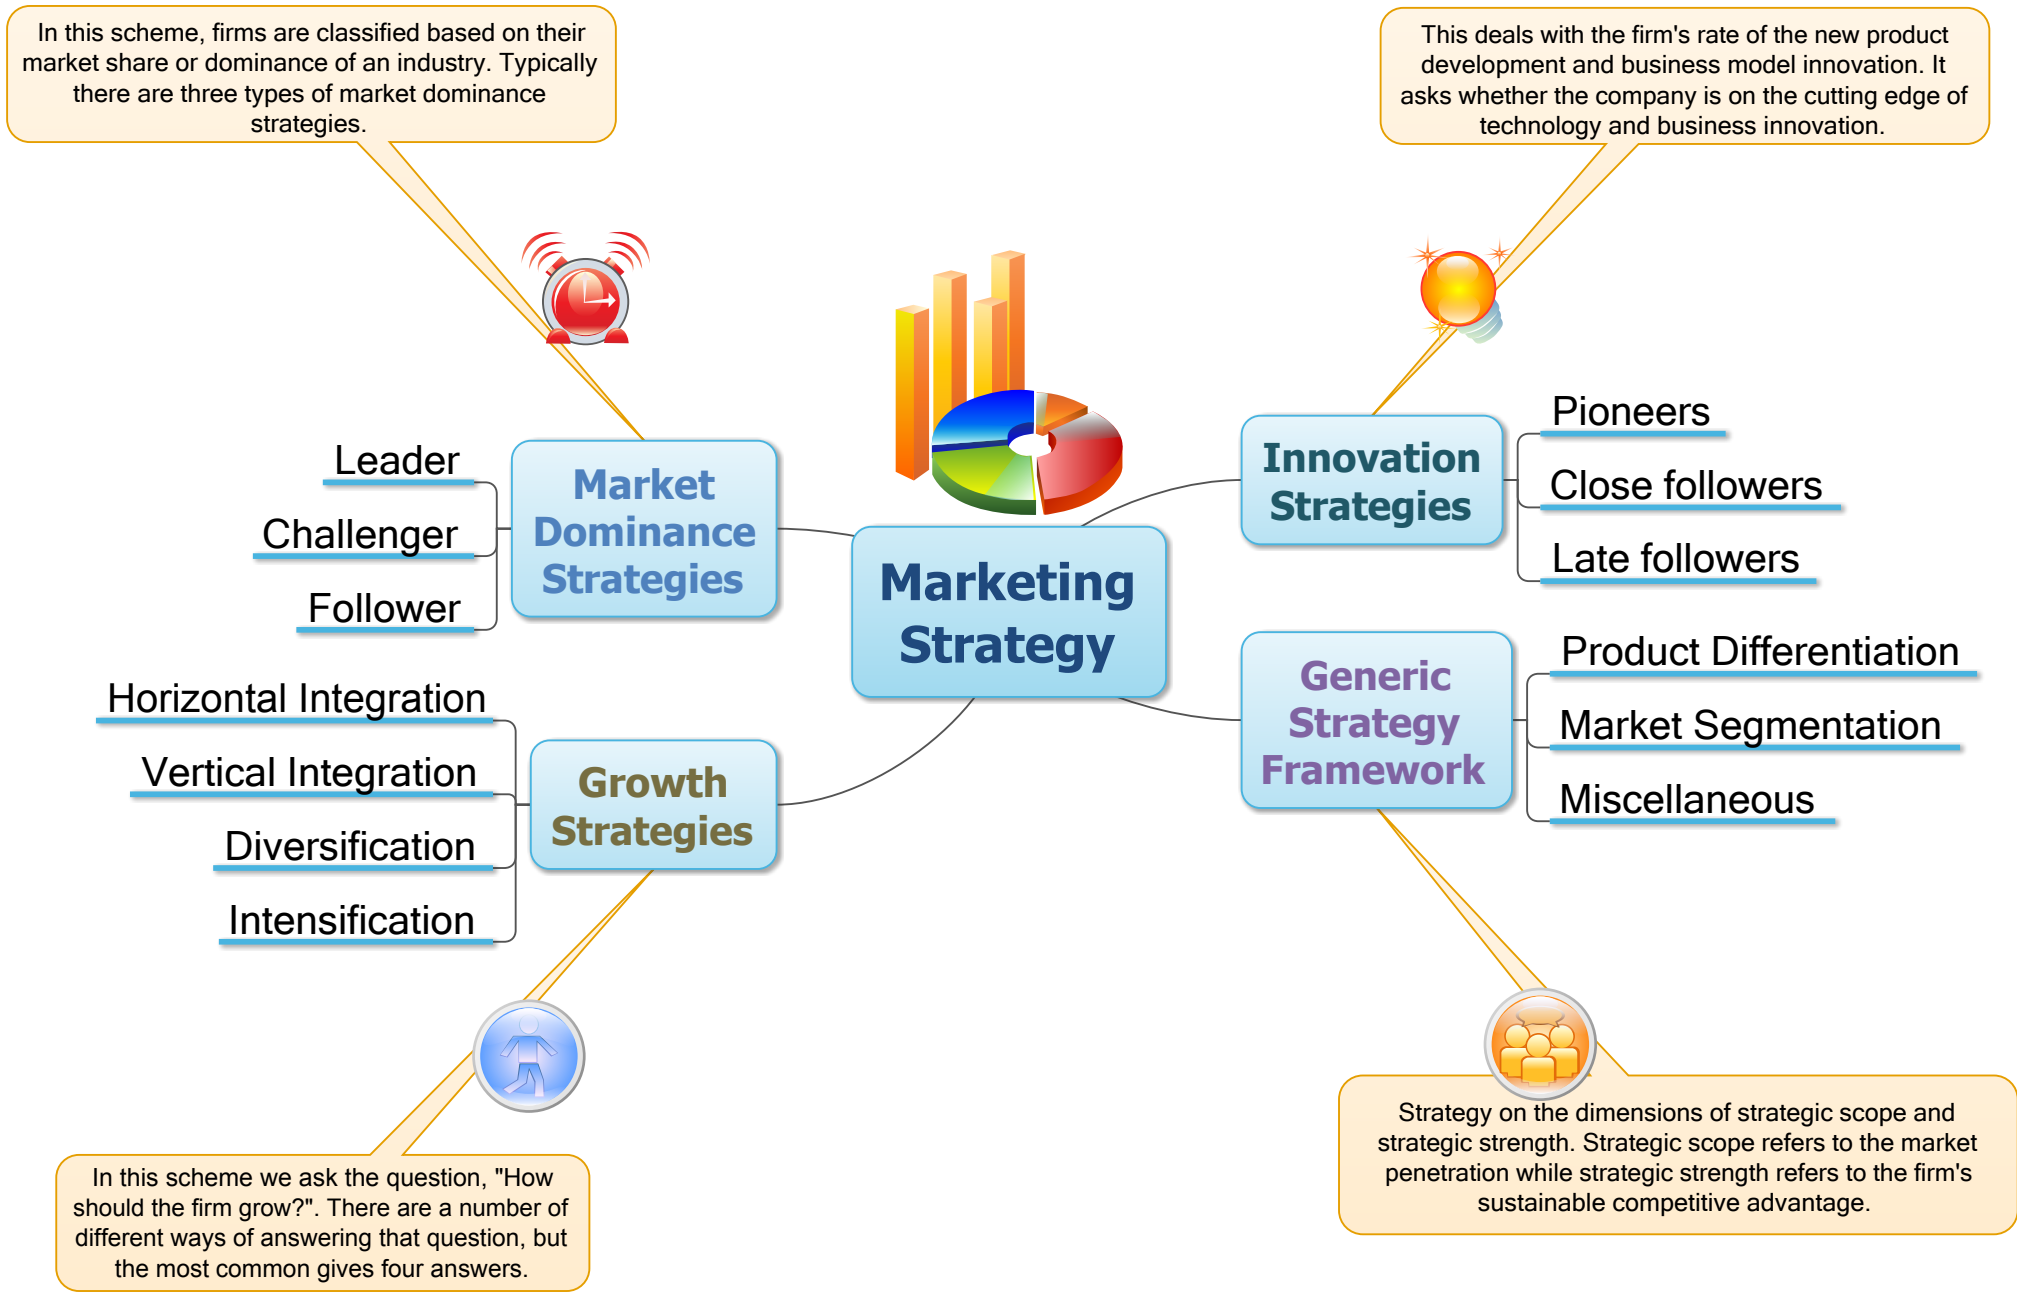 In this scheme, firms are classified based on their
market share or dominance of an industry. Typically
there are three types of market dominance
strategies.
This deals with the firm's rate of the new product
development and business model innovation. It
asks whether the company is on the cutting edge of
technology and business innovation.
Marketing
Strategy
Market
Dominance
Strategies
Leader
Challenger
Follower
Innovation
Strategies
Pioneers
Close followers
Late followers
Growth
Strategies
Horizontal Integration
Vertical Integration
Diversification
Intensification
Generic
Strategy
Framework
Product Differentiation
Market Segmentation
Miscellaneous
In this scheme we ask the question, "How
should the firm grow?". There are a number of
different ways of answering that question, but
the most common gives four answers.
Strategy on the dimensions of strategic scope and
strategic strength. Strategic scope refers to the market
penetration while strategic strength refers to the firm's
sustainable competitive advantage.